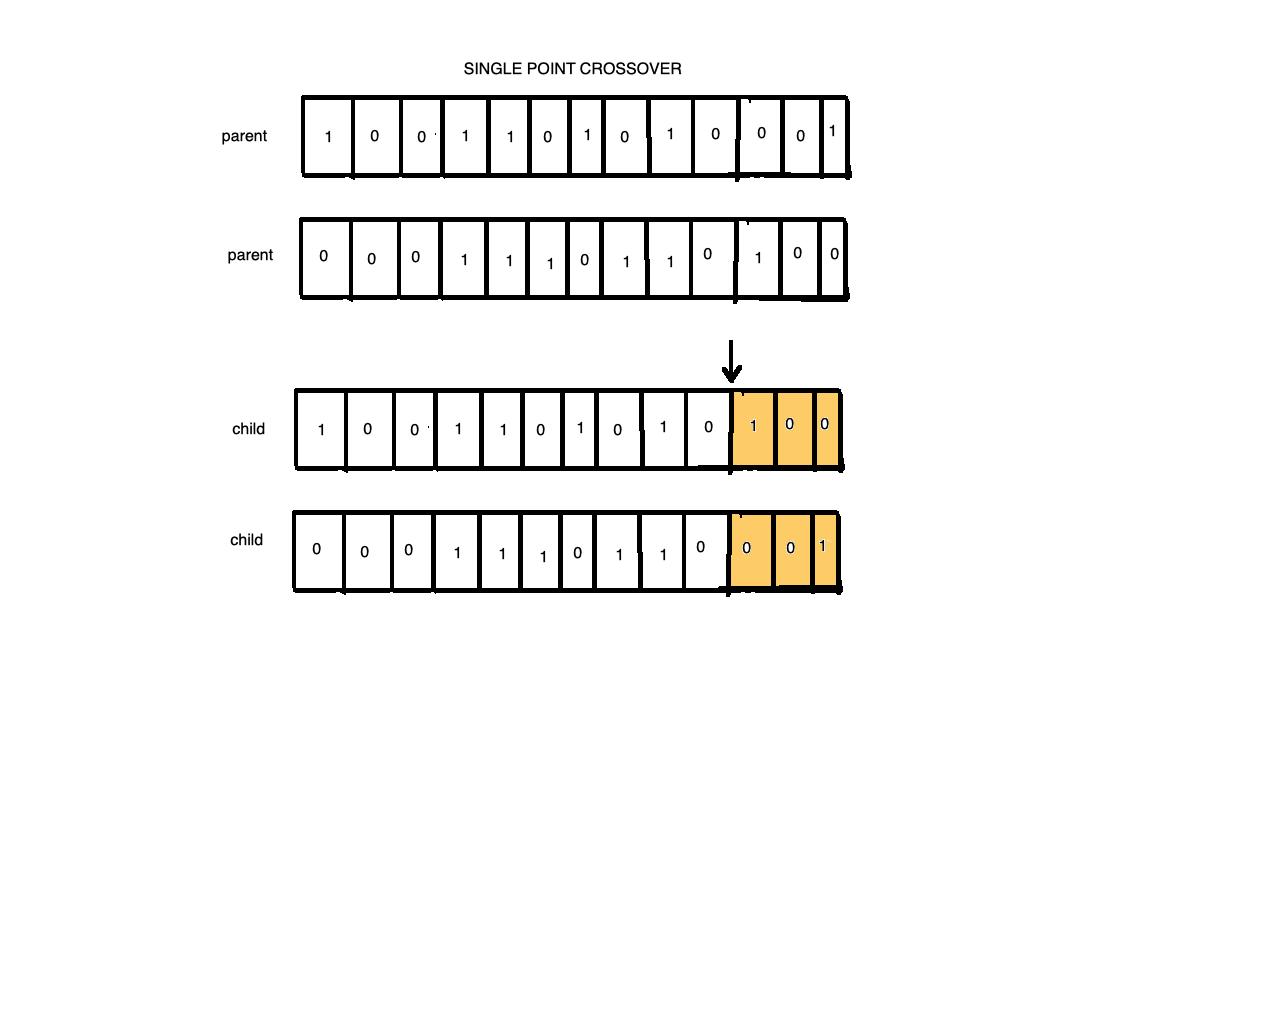 SINGLE POINT CROSSOVER
parent 1 0 0 1 1 0 1 0 1 0 0 0 1
parent 0 0 0 1 1 1 0 1 1 0 1 0 0
child 1 0 0 1 1 0 1 0 1 0 1 0 0
child 0 0 0 1 1 1 0 1 1 0 0 0 1